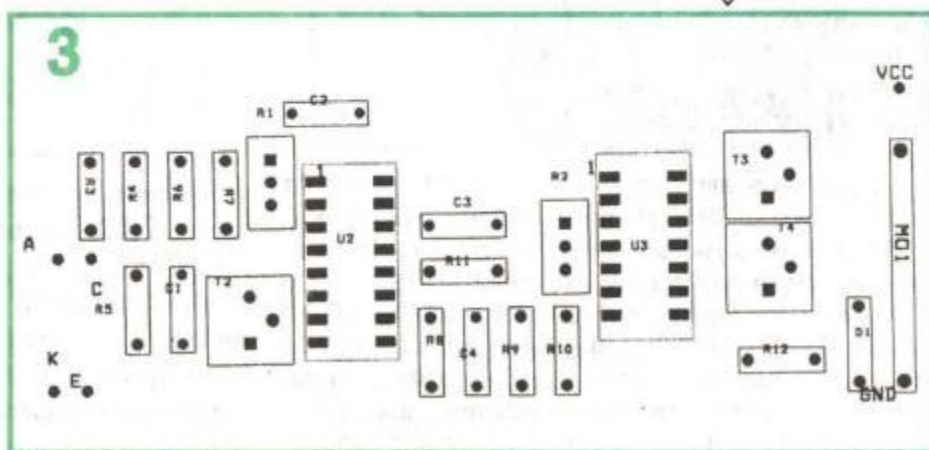 3
VCC
R1
C2
T3
1
1
R3
R4
R6
R7
R2
C3
T4
U2
U3
A
MO1
R11
C
C1
T2
R5
D1
R8
C4
R9
R10
R12
K
E
GND